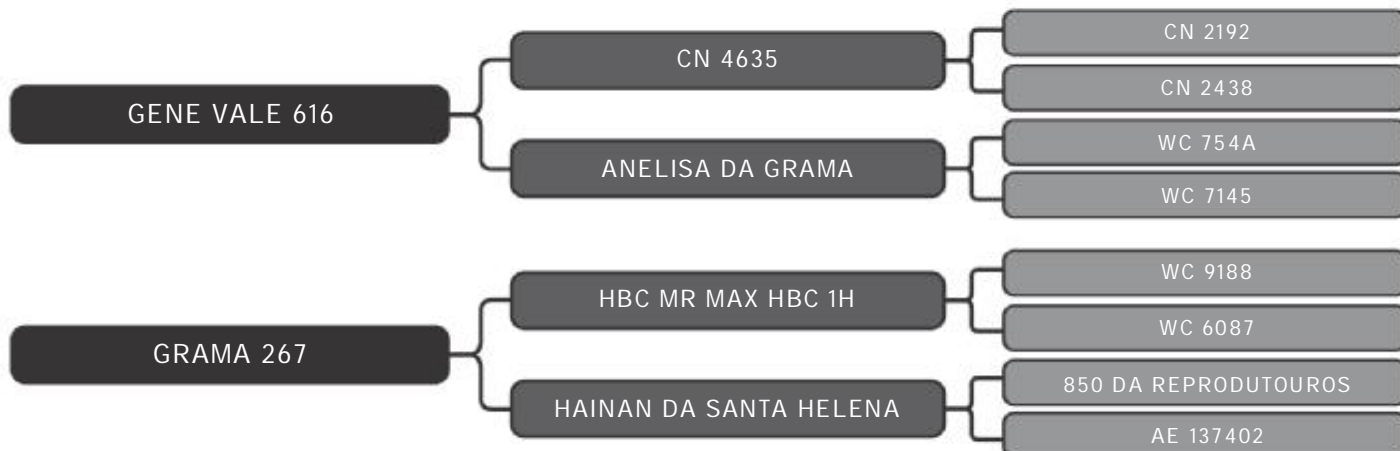 CN 2192
CN 4635
CN 2438
GENE VALE 616
WC 754A
ANELISA DA GRAMA
WC 7145
WC 9188
HBC MR MAX HBC 1H
WC 6087
GRAMA 267
850 DA REPRODUTOUROS
HAINAN DA SANTA HELENA
AE 137402